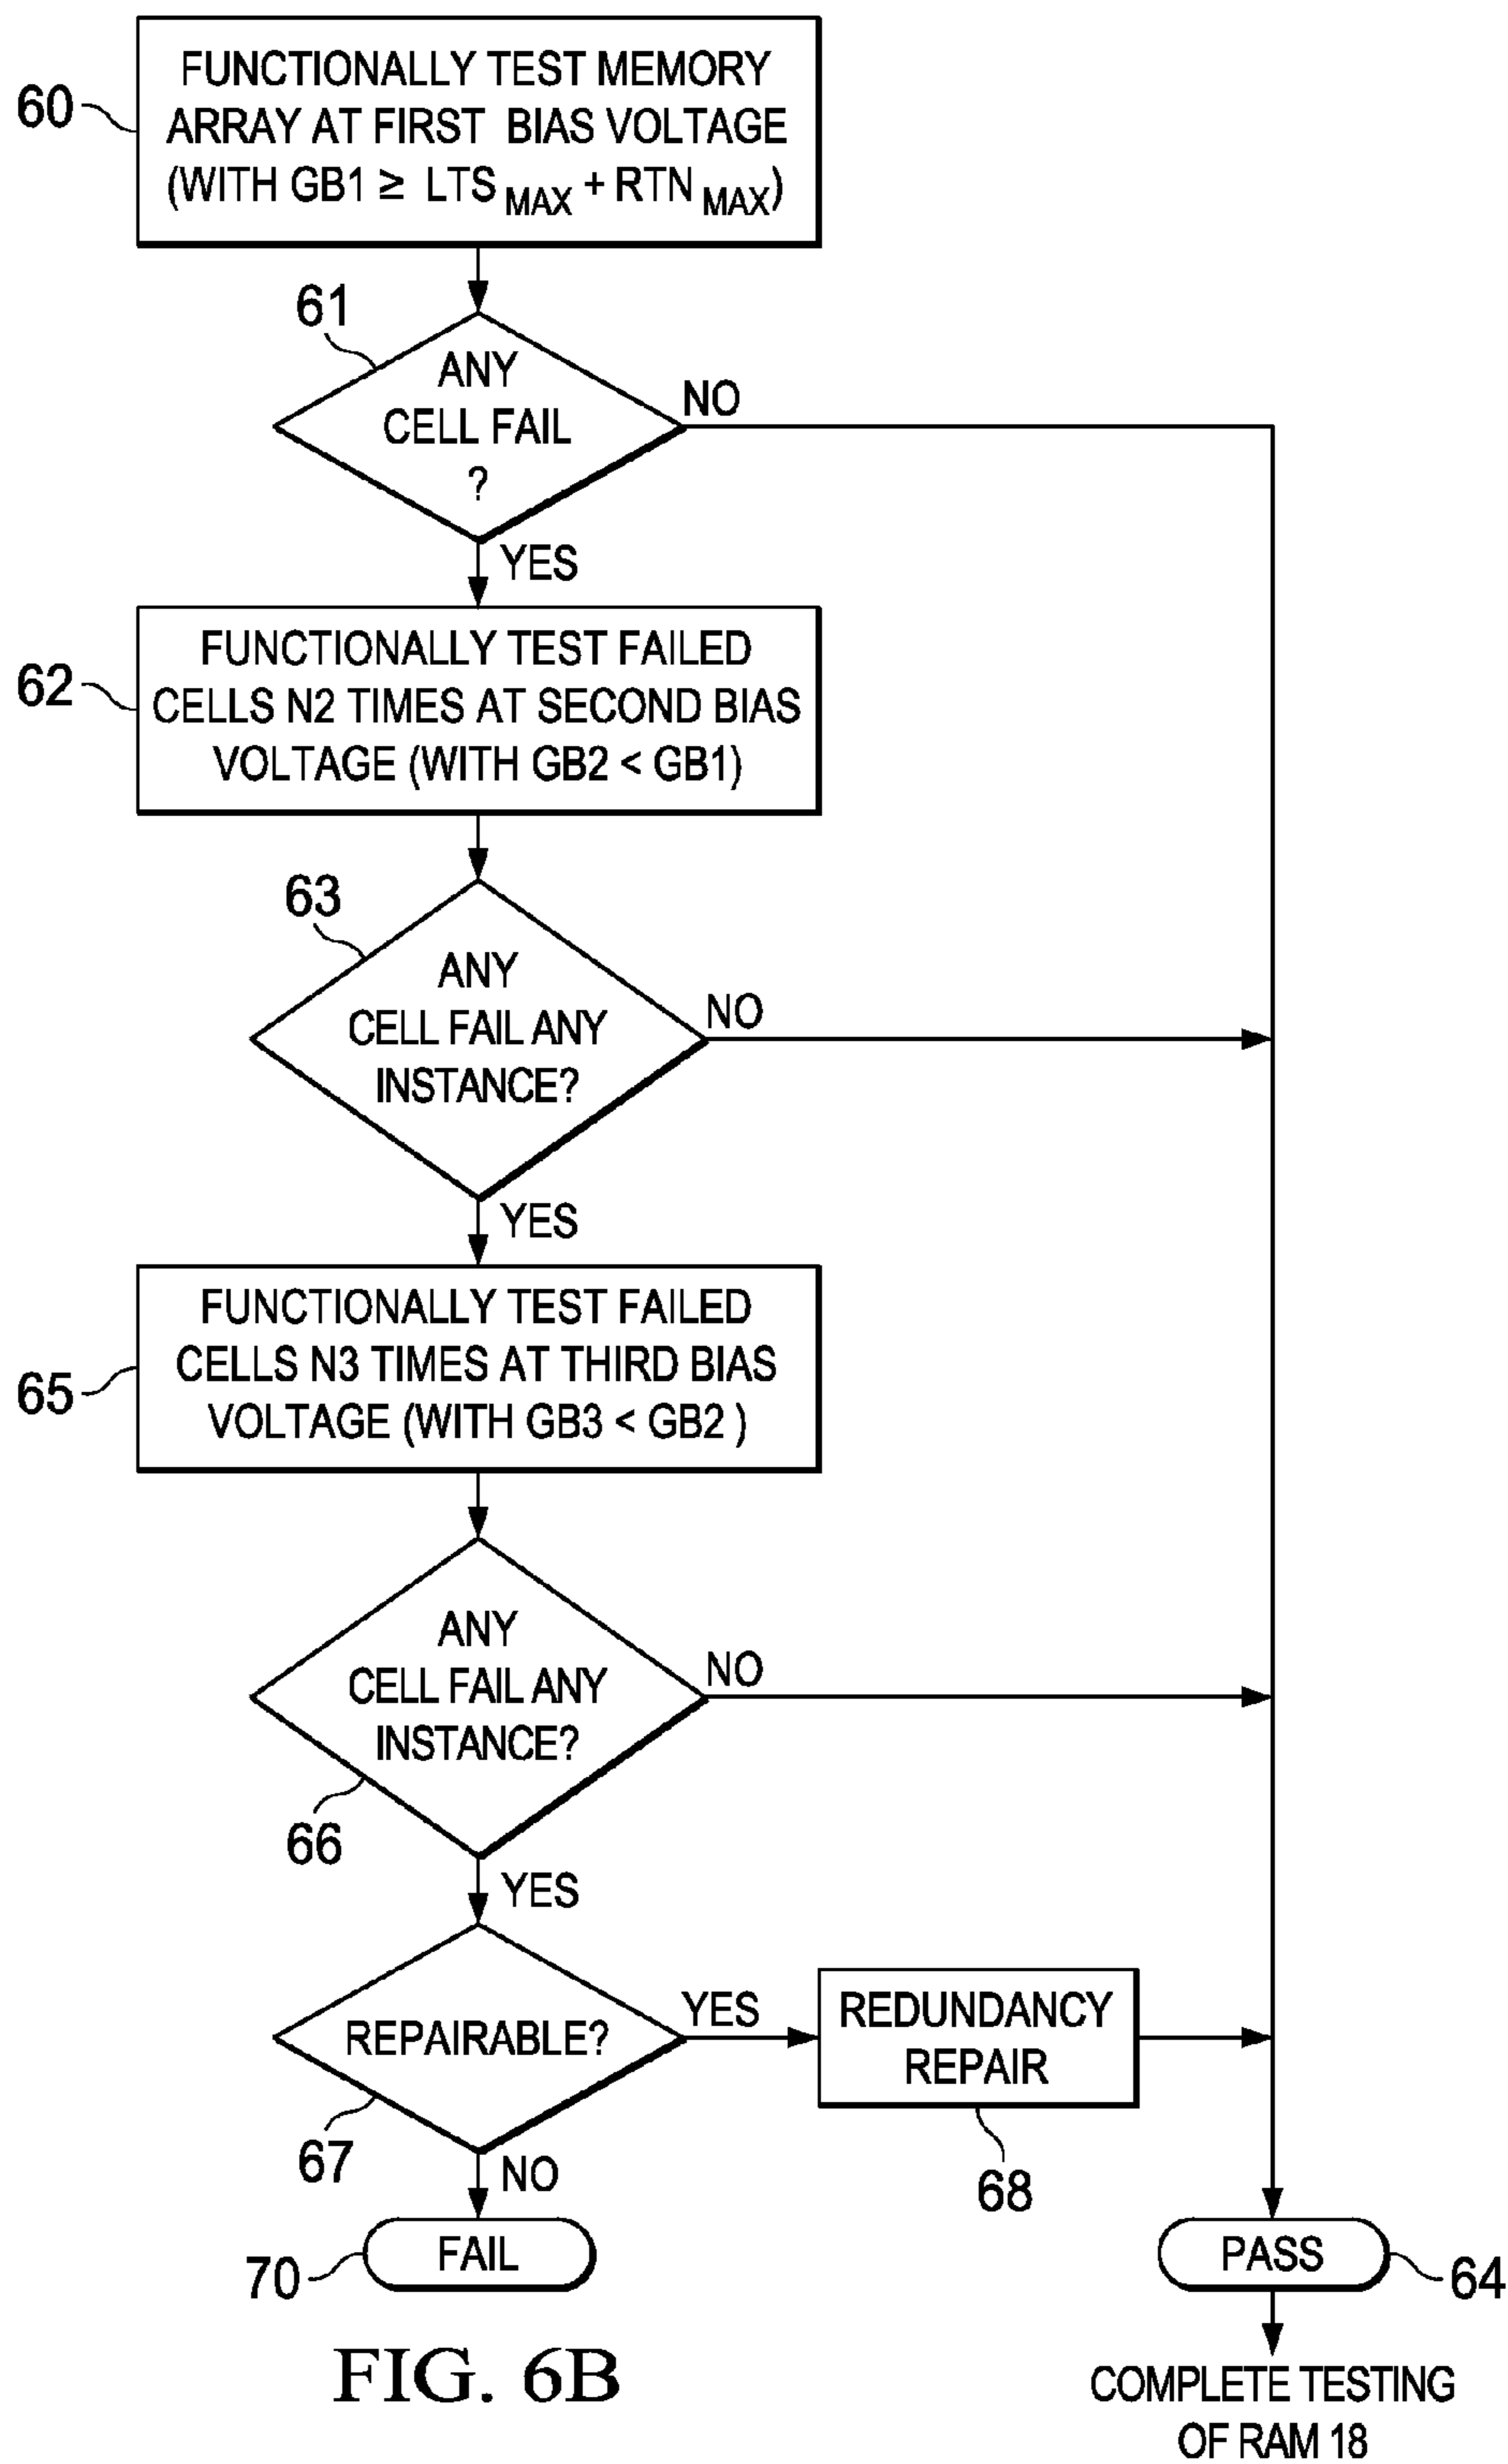 FUNCTIONALLY TEST MEMORY
ARRAY AT FIRST BIAS VOLTAGE
(WITH GB1 ≥ LTS MAX + RTN MAX)
60
61
ANY
CELL FAIL
?
NO
YES
FUNCTIONALLY TEST FAILED
CELLS N2 TIMES AT SECOND BIAS
VOLTAGE (WITH GB2 < GB1)
62
63
ANY
CELL FAIL ANY
INSTANCE?
NO
YES
FUNCTIONALLY TEST FAILED
CELLS N3 TIMES AT THIRD BIAS
VOLTAGE (WITH GB3 < GB2 )
65
ANY
CELL FAIL ANY
INSTANCE?
NO
66
YES
REPAIRABLE?
YES
REDUNDANCY
REPAIR
67
NO
68
FAIL
70
PASS
64
FIG. 6B
COMPLETE TESTING
OF RAM 18